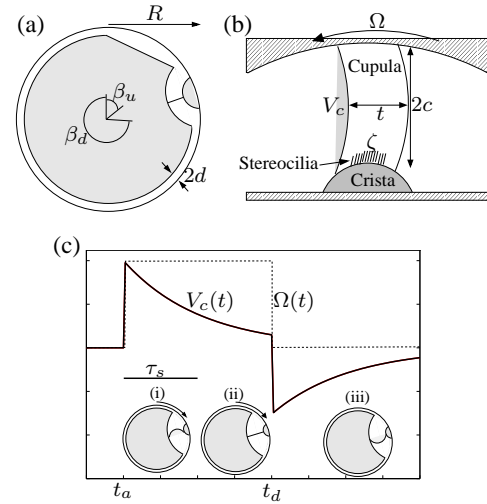 (a)
R
β_u
β_d
2d
(b)
Ω
Cupula
V_c
t
2c
ζ
Stereocilia
Crista
(c)
V_c(t)
Ω(t)
τ_s
(i)
(ii)
(iii)
t_a
t_d